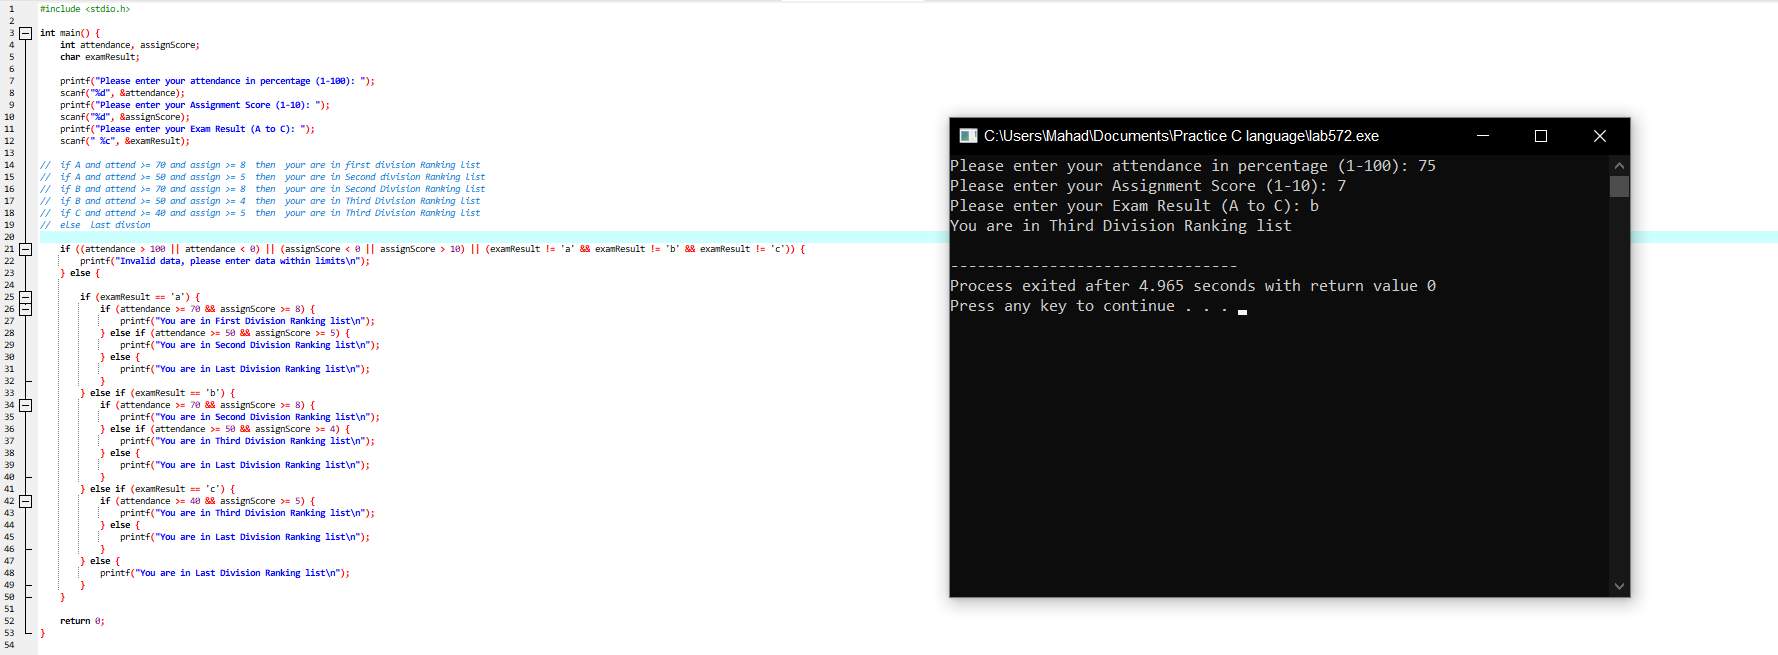 1 #include <stdio.h>
2
3 int main() {
4 int attendance, assignScore;
5 char examResult;
6
7 printf("Please enter your attendance in percentage (1-100): ");
8 scanf("%d", &attendance);
9 printf("Please enter your Assignment Score (1-10): ");
10 scanf("%d", &assignScore);
11 printf("Please enter your Exam Result (A to C): ");
12 scanf(" %c", &examResult);
13
14 // if A and attend >= 70 and assign >= 8 then your are in first division Ranking List
15 // if A and attend >= 50 and assign >= 5 then your are in Second division Ranking List
16 // if B and attend >= 70 and assign >= 8 then your are in Second Division Ranking List
17 // if B and attend >= 50 and assign >= 4 then your are in Third Division Ranking List
18 // if C and attend >= 40 and assign >= 5 then your are in Third Division Ranking List
19 // else Last divsion
20
21 if ((attendance > 100 || attendance < 0) || (assignScore < 0 || assignScore > 10) || (examResult != 'a' && examResult != 'b' && examResult != 'c')) {
22 printf("Invalid data, please enter data within limits\n");
23 } else {
24
25 if (examResult == 'a') {
26 if (attendance >= 70 && assignScore >= 8) {
27 printf("You are in First Division Ranking list\n");
28 } else if (attendance >= 50 && assignScore >= 5) {
29 printf("You are in Second Division Ranking list\n");
30 } else {
31 printf("You are in Last Division Ranking list\n");
32 }
33 } else if (examResult == 'b') {
34 if (attendance >= 70 && assignScore >= 8) {
35 printf("You are in Second Division Ranking list\n");
36 } else if (attendance >= 50 && assignScore >= 4) {
37 printf("You are in Third Division Ranking list\n");
38 } else {
39 printf("You are in Last Division Ranking list\n");
40 }
41 } else if (examResult == 'c') {
42 if (attendance >= 40 && assignScore >= 5) {
43 printf("You are in Third Division Ranking list\n");
44 } else {
45 printf("You are in Last Division Ranking list\n");
46 }
47 } else {
48 printf("You are in Last Division Ranking list\n");
49 }
50 }
51
52 return 0;
53 }
54
C:\Users\Mahad\Documents\Practice C language\lab572.exe
Please enter your attendance in percentage (1-100): 75
Please enter your Assignment Score (1-10): 7
Please enter your Exam Result (A to C): b
You are in Third Division Ranking list
--------------------------------
Process exited after 4.965 seconds with return value 0
Press any key to continue . . .